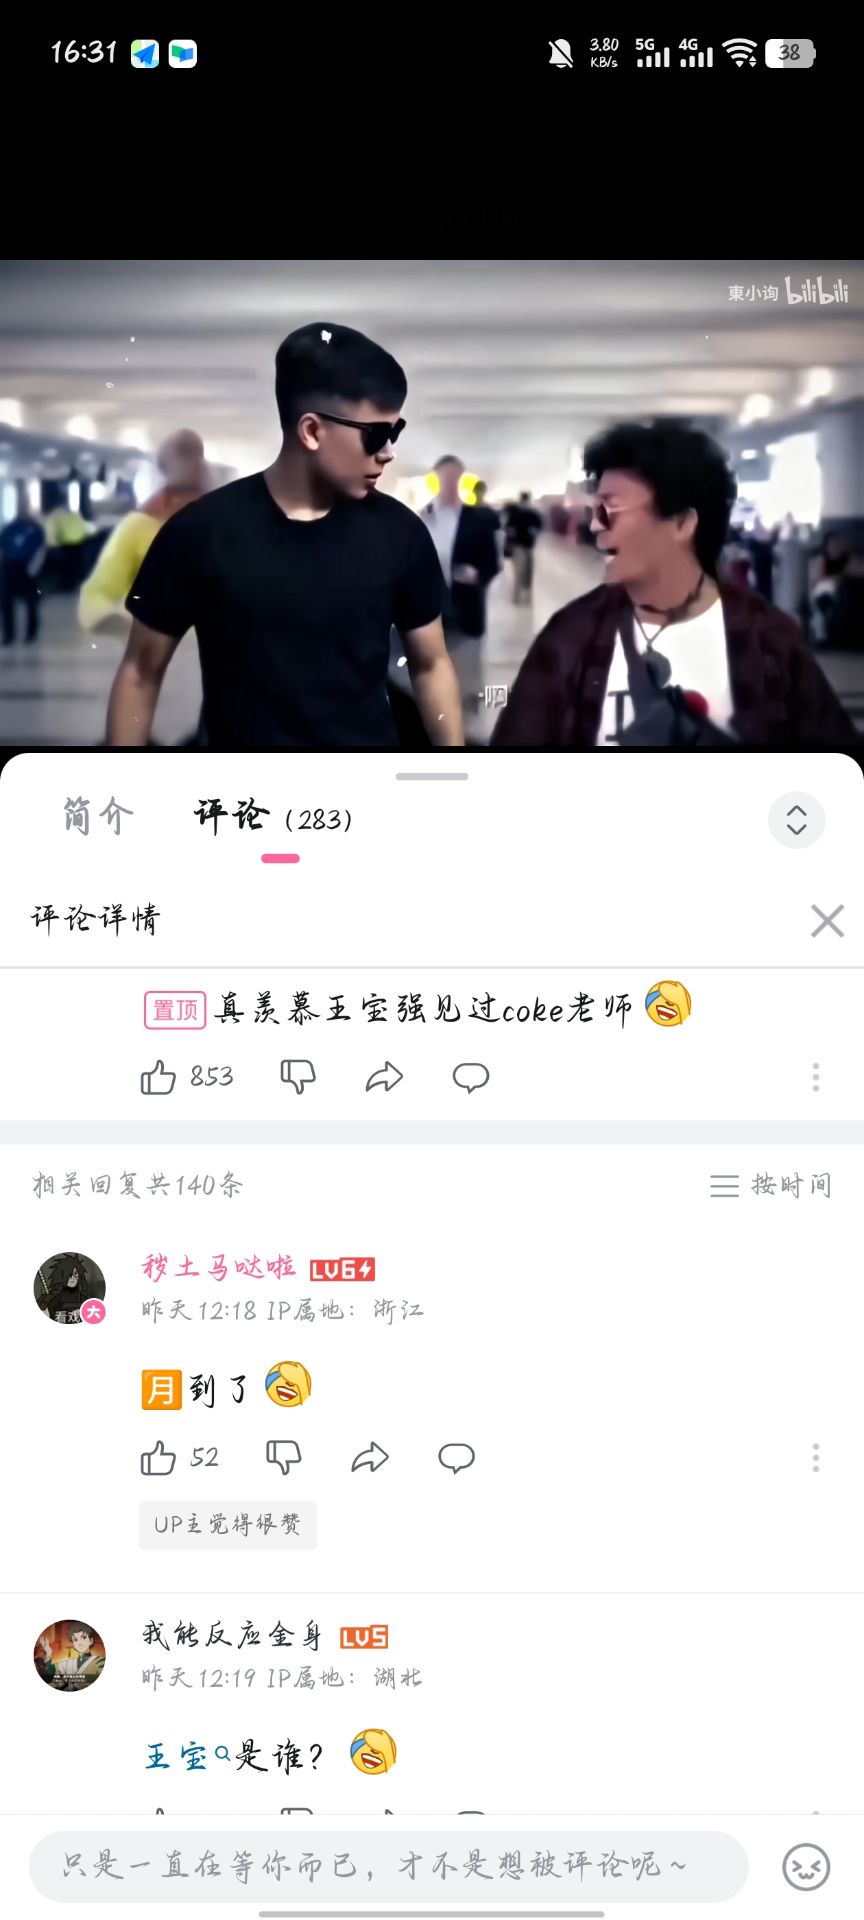 16:31
3.80
KB/s
5G
4G
38
東小询 bilibili
简介
评论 (283)
评论详情
置顶 真羡慕王宝强见过coke老师
853
相关回复共140条
按时间
秽土马哒啦 LV6
昨天 12:18 IP属地：浙江
看戏
大
月到了
52
UP主觉得很赞
我能反应金身 LV5
昨天 12:19 IP属地：湖北
王宝是谁？
只是一直在等你而已，才不是想被评论呢～